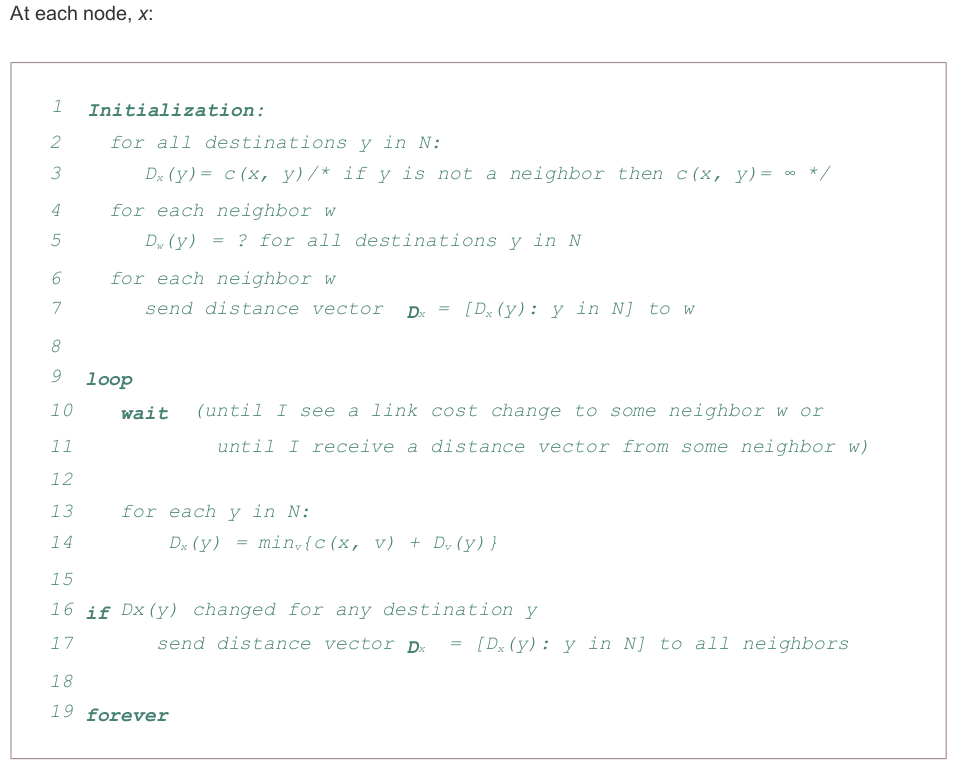 At each node, x:
1 Initialization:
2 for all destinations y in N:
3 Dₓ(y)= c(x, y)/* if y is not a neighbor then c(x, y)= ∞ */
4 for each neighbor w
5 D_w(y) = ? for all destinations y in N
6 for each neighbor w
7 send distance vector Dₓ = [Dₓ(y): y in N] to w
8
9 loop
10 wait (until I see a link cost change to some neighbor w or
11 until I receive a distance vector from some neighbor w)
12
13 for each y in N:
14 Dₓ(y) = minᵥ{c(x, v) + Dᵥ(y)}
15
16 if Dx(y) changed for any destination y
17 send distance vector Dₓ = [Dₓ(y): y in N] to all neighbors
18
19 forever